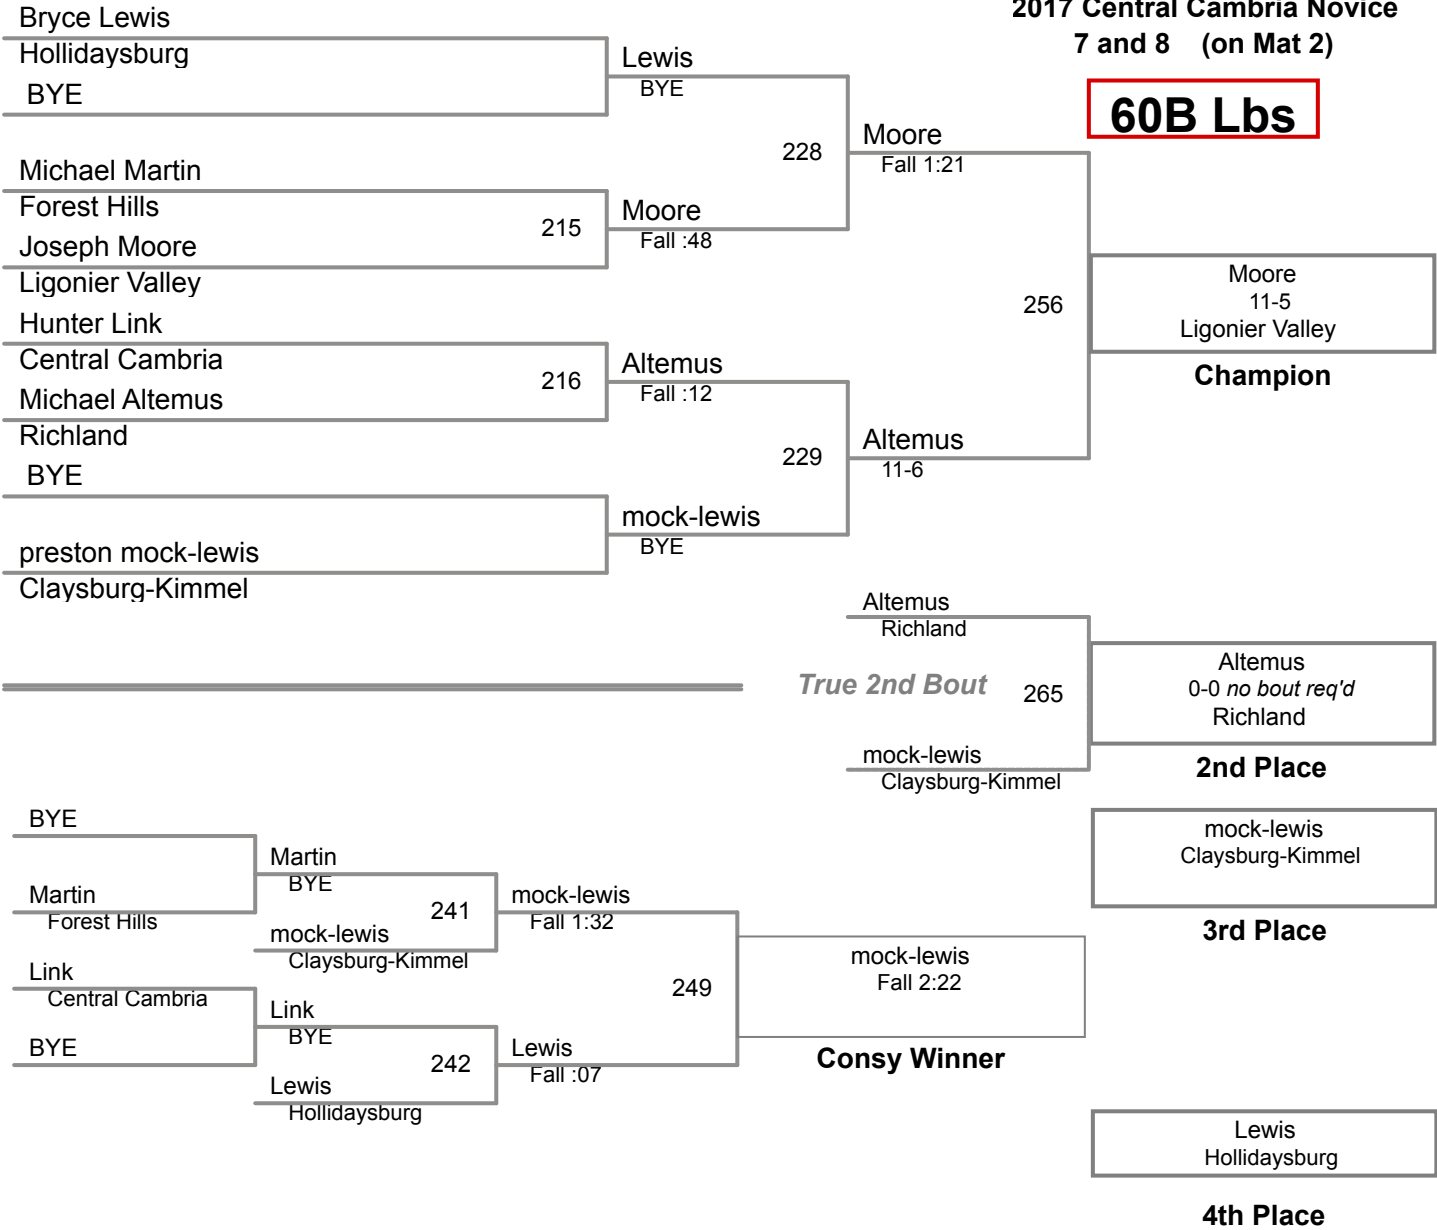 2017 Central Cambria Novice
7 and 8 (on Mat 2)
60B Lbs
Bryce Lewis
Hollidaysburg
BYE
Michael Martin
Forest Hills
Joseph Moore
Ligonier Valley
Hunter Link
Central Cambria
Michael Altemus
Richland
BYE
preston mock-lewis
Claysburg-Kimmel
215
216
Lewis
BYE
Moore
Fall :48
Altemus
Fall :12
mock-lewis
BYE
228
229
Moore
Fall 1:21
Altemus
11-6
256
Moore
11-5
Ligonier Valley
Champion
Altemus
Richland
True 2nd Bout
265
mock-lewis
Claysburg-Kimmel
Altemus
0-0 no bout req'd
Richland
2nd Place
BYE
Martin
Forest Hills
Link
Central Cambria
BYE
Martin
BYE
241
mock-lewis
Claysburg-Kimmel
Link
BYE
242
Lewis
Hollidaysburg
mock-lewis
Fall 1:32
249
Lewis
Fall :07
mock-lewis
Fall 2:22
Consy Winner
mock-lewis
Claysburg-Kimmel
3rd Place
Lewis
Hollidaysburg
4th Place